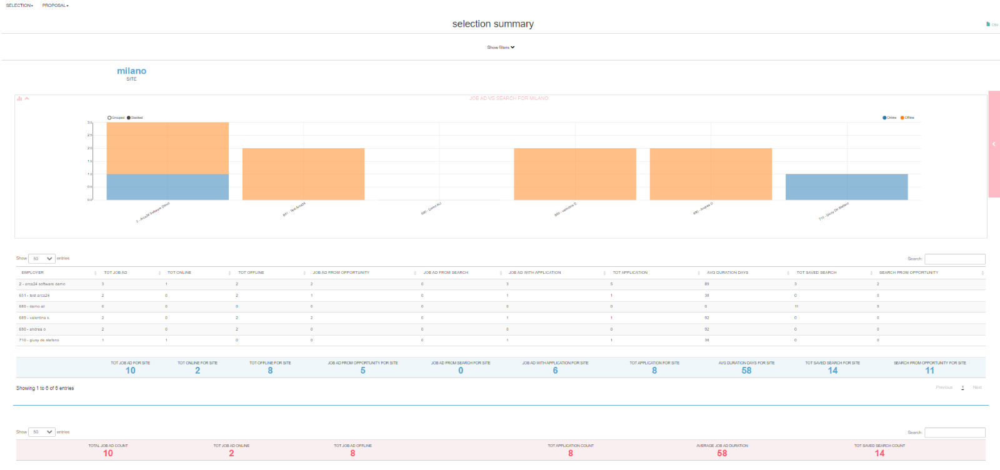 SELECTION PROPOSAL
selection summary
CSV
Show filters
milano
SITE
JOB AD VS SEARCH FOR MILANO
Grouped Stacked Online Offline
3.0
2.5
2.0
1.5
1.0
0.5
0.0
2 - Arca24 Software Demo
651 - Test Arca24
680 - Demo ALI
689 - valentina S.
690 - Andrea O
710 - Giusy De Stefano
Show 50 entries Search:
EMPLOYER TOT JOB AD TOT ONLINE TOT OFFLINE JOB AD FROM OPPORTUNITY JOB AD FROM SEARCH JOB AD WITH APPLICATION TOT APPLICATION AVG DURATION DAYS TOT SAVED SEARCH SEARCH FROM OPPORTUNITY
2 - arca24 software demo 3 1 2 2 0 3 5 89 3 2
651 - test arca24 2 0 2 1 0 1 1 38 0 0
680 - demo ali 0 0 0 0 0 0 0 0 11 9
689 - valentina s. 2 0 2 2 0 1 1 92 0 0
690 - andrea o 2 0 2 0 0 0 0 92 0 0
710 - giusy de stefano 1 1 0 0 0 1 1 38 0 0
TOT JOB AD FOR SITE TOT ONLINE FOR SITE TOT OFFLINE FOR SITE JOB AD FROM OPPORTUNITY FOR SITE JOB AD FROM SEARCH FOR SITE JOB AD WITH APPLICATION FOR SITE TOT APPLICATION FOR SITE AVG DURATION DAYS FOR SITE TOT SAVED SEARCH FOR SITE SEARCH FROM OPPORTUNITY FOR SITE
10 2 8 5 0 6 8 58 14 11
Showing 1 to 6 of 6 entries Previous 1 Next
Show 50 entries Search:
TOTAL JOB AD COUNT TOT JOB AD ONLINE TOT JOB AD OFFLINE TOT APPLICATION COUNT AVERAGE JOB AD DURATION TOT SAVED SEARCH COUNT
10 2 8 8 58 14